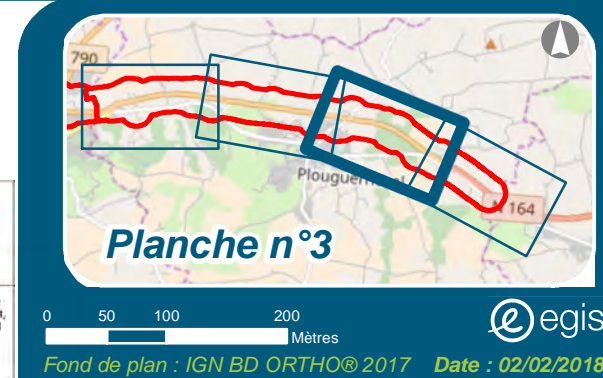 790
Plouguernével
N 164
Planche n°3
0 50 100 200
Mètres
egis
Fond de plan : IGN BD ORTHO® 2017 Date : 02/02/2018